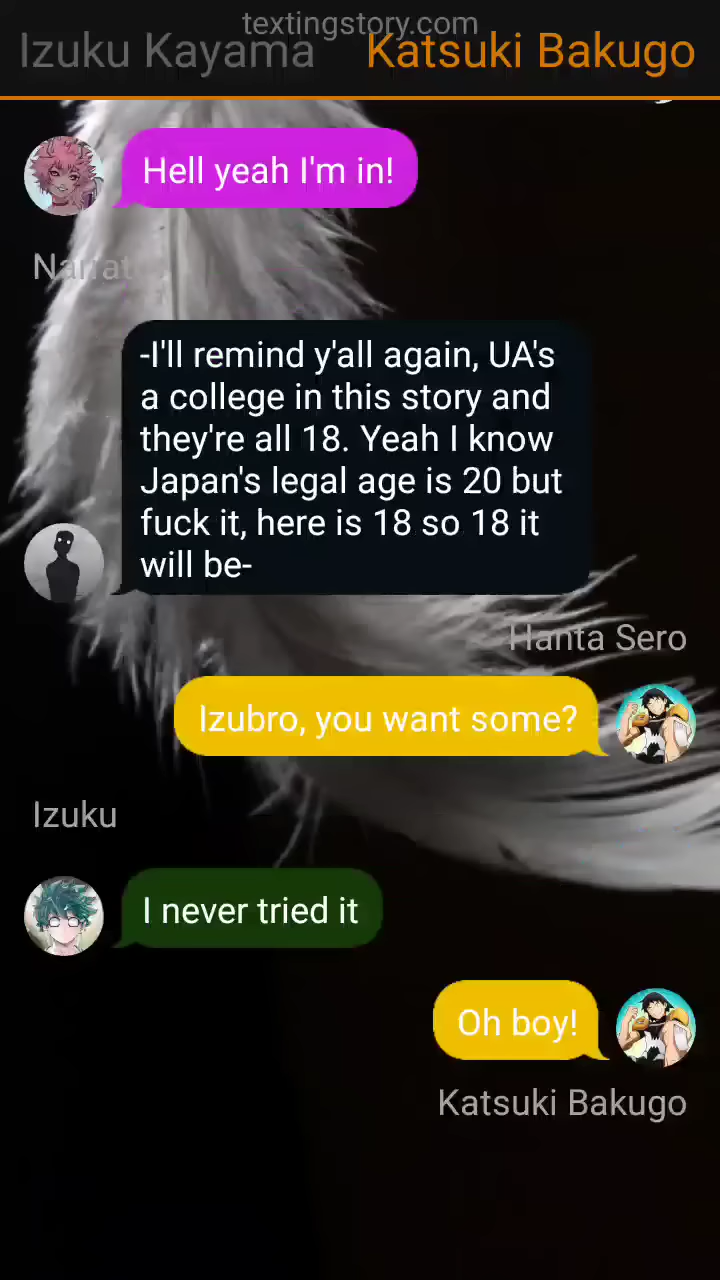 textingstory.com
Izuku Kayama
Katsuki Bakugo
Hell yeah I'm in!
Narrat
-I'll remind y'all again, UA's
a college in this story and
they're all 18. Yeah I know
Japan's legal age is 20 but
fuck it, here is 18 so 18 it
will be-
Hanta Sero
Izubro, you want some?
Izuku
I never tried it
Oh boy!
Katsuki Bakugo